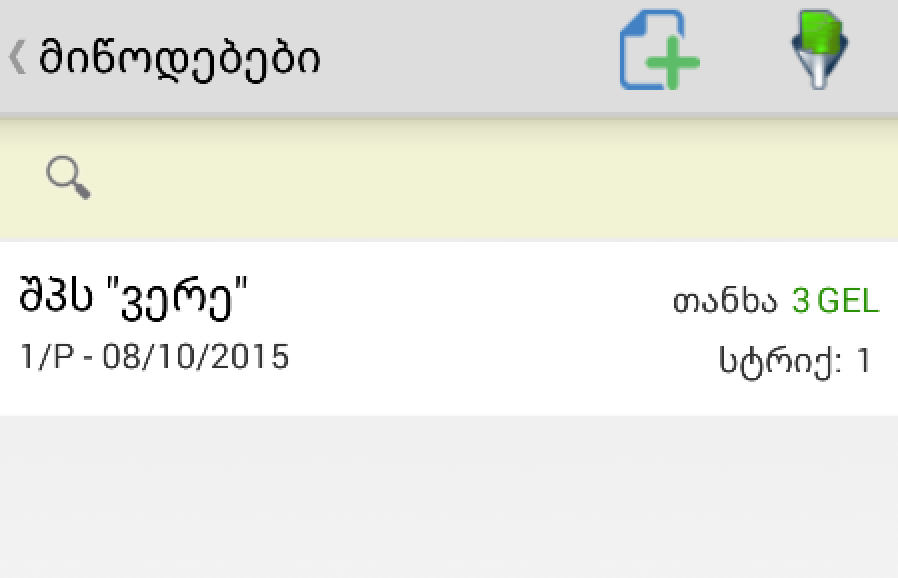 მიწოდებები
შპს "ვერე"
თანხა 3 GEL
1/P - 08/10/2015
სტრიქ: 1